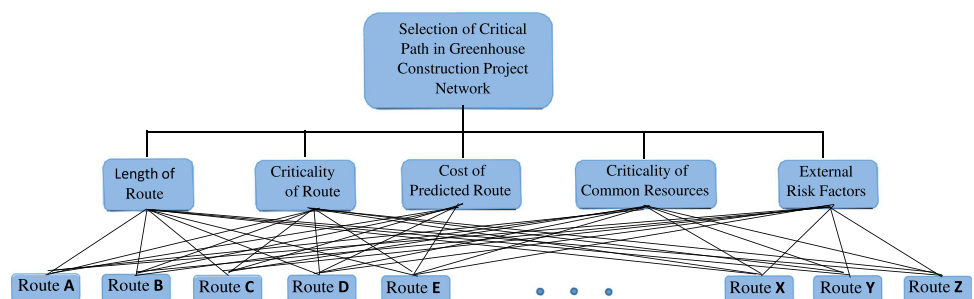 Selection of Critical
Path in Greenhouse
Construction Project
Network
Length of
Route
Criticality
of Route
Cost of
Predicted Route
Criticality of
Common Resources
External
Risk Factors
Route A
Route B
Route C
Route D
Route E
Route X
Route Y
Route Z